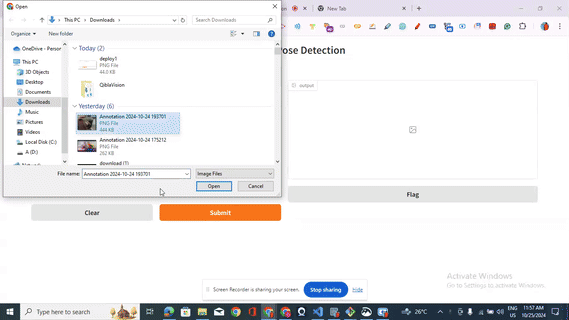 Open
New Tab
This PC
Downloads
Search Downloads
Organize
New folder
ose Detection
OneDrive - Person
This PC
3D Objects
Desktop
Documents
Downloads
Music
Pictures
Videos
Local Disk (C:)
A (D:)
Today (2)
deploy1
PNG File
44.0 KB
QiblaVision
Yesterday (6)
Annotation 2024-10-24 193701
PNG File
444 KB
Annotation 2024-10-24 175212
PNG File
262 KB
download (1)
File name:
Annotation 2024-10-24 193701
Image Files
Open
Cancel
output
Flag
Clear
Submit
Activate Windows
Go to Settings to activate Windows.
Screen Recorder is sharing your screen.
Stop sharing
Hide
Type here to search
26°C
ENG
US
11:57 AM
10/25/2024